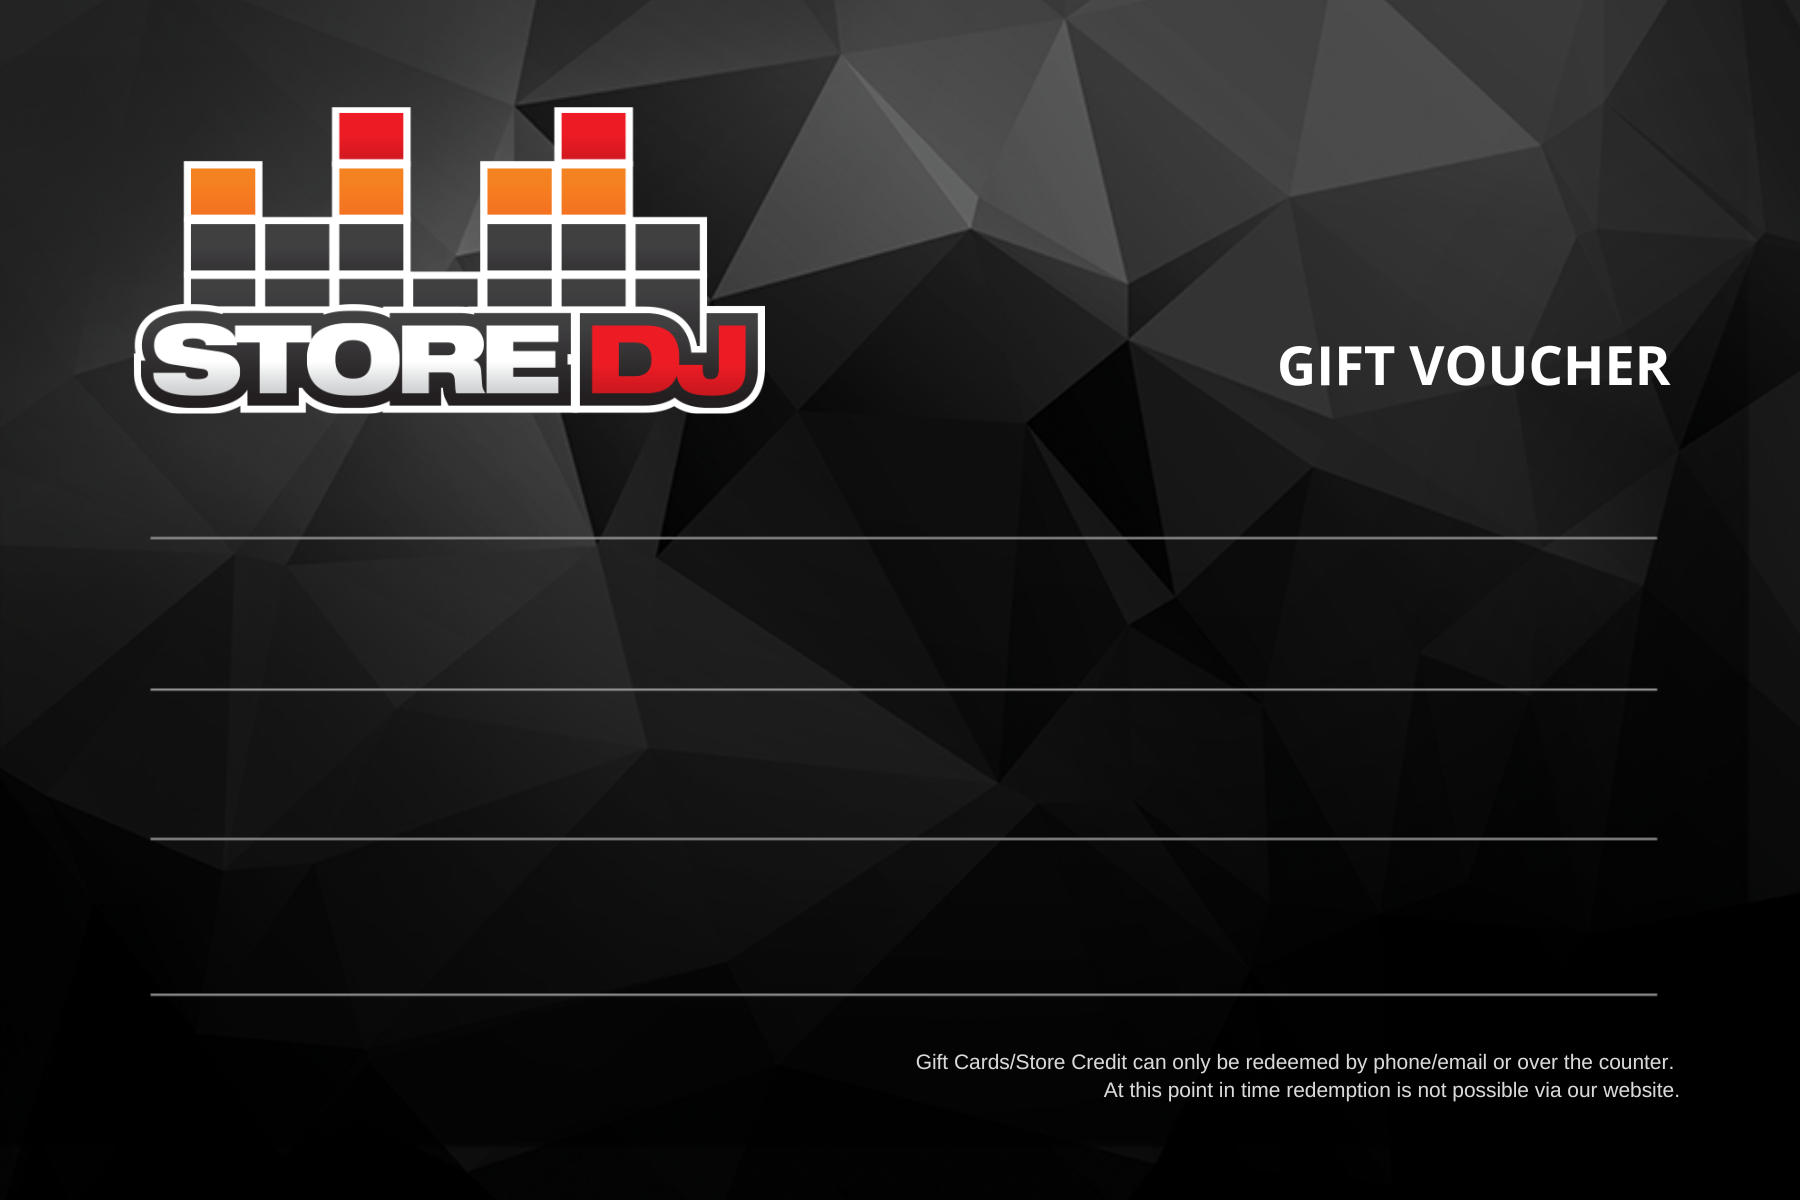 STORE DJ
GIFT VOUCHER
Gift Cards/Store Credit can only be redeemed by phone/email or over the counter.
At this point in time redemption is not possible via our website.